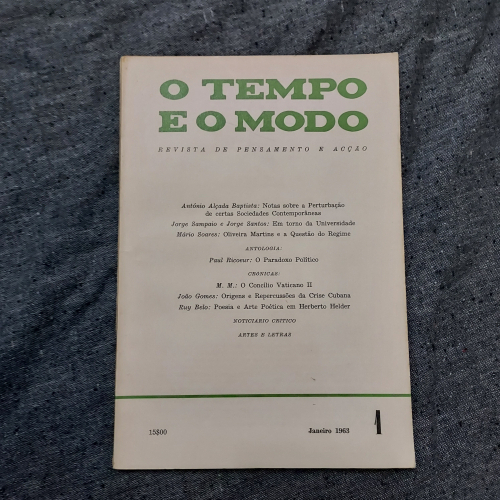 O TEMPO
E O MODO
REVISTA DE PENSAMENTO E ACÇÃO
António Alçada Baptista: Notas sobre a Perturbação
de certas Sociedades Contemporâneas
Jorge Sampaio e Jorge Santos: Em torno da Universidade
Mário Soares: Oliveira Martins e a Questão do Regime
ANTOLOGIA:
Paul Ricoeur: O Paradoxo Político
CRONICAS:
M. M.: O Concílio Vaticano II
João Gomes: Origens e Repercussões da Crise Cubana
Ruy Belo: Poesia e Arte Poética em Herberto Helder
NOTICIARIO CRITICO
ARTES E LETRAS
15$00 Janeiro 1963 1